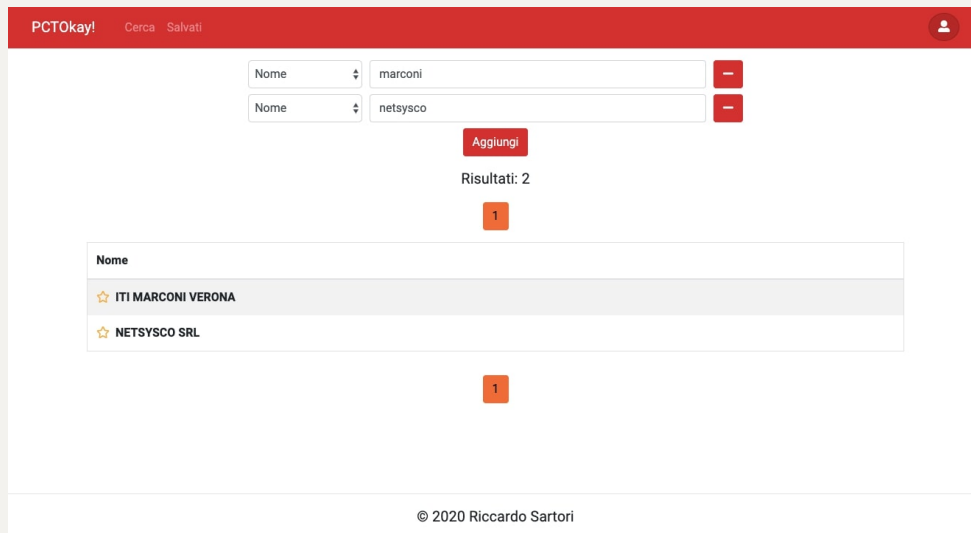 PCTOkay! Cerca Salvati
Nome marconi
Nome netsysco
Aggiungi
Risultati: 2
1
Nome
ITI MARCONI VERONA
NETSYSCO SRL
1
© 2020 Riccardo Sartori